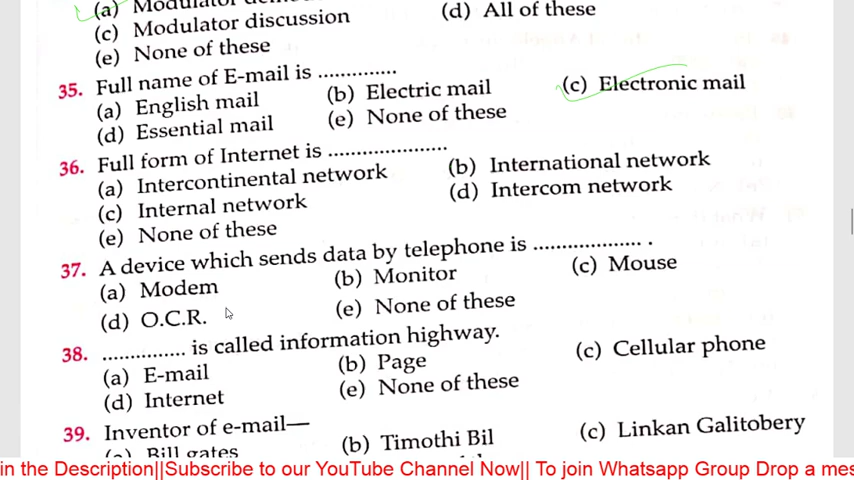 (a) Modulator
(c) Modulator discussion (d) All of these
(e) None of these
35. Full name of E-mail is ..............
(a) English mail (b) Electric mail (c) Electronic mail
(d) Essential mail (e) None of these
36. Full form of Internet is ......................
(a) Intercontinental network (b) International network
(c) Internal network (d) Intercom network
(e) None of these
37. A device which sends data by telephone is .................... .
(a) Modem (b) Monitor (c) Mouse
(d) O.C.R. (e) None of these
38. ............... is called information highway.
(a) E-mail (b) Page (c) Cellular phone
(d) Internet (e) None of these
39. Inventor of e-mail—
(a) Bill gates (b) Timothi Bil (c) Linkan Galitobery
in the Description||Subscribe to our YouTube Channel Now|| To join Whatsapp Group Drop a mes